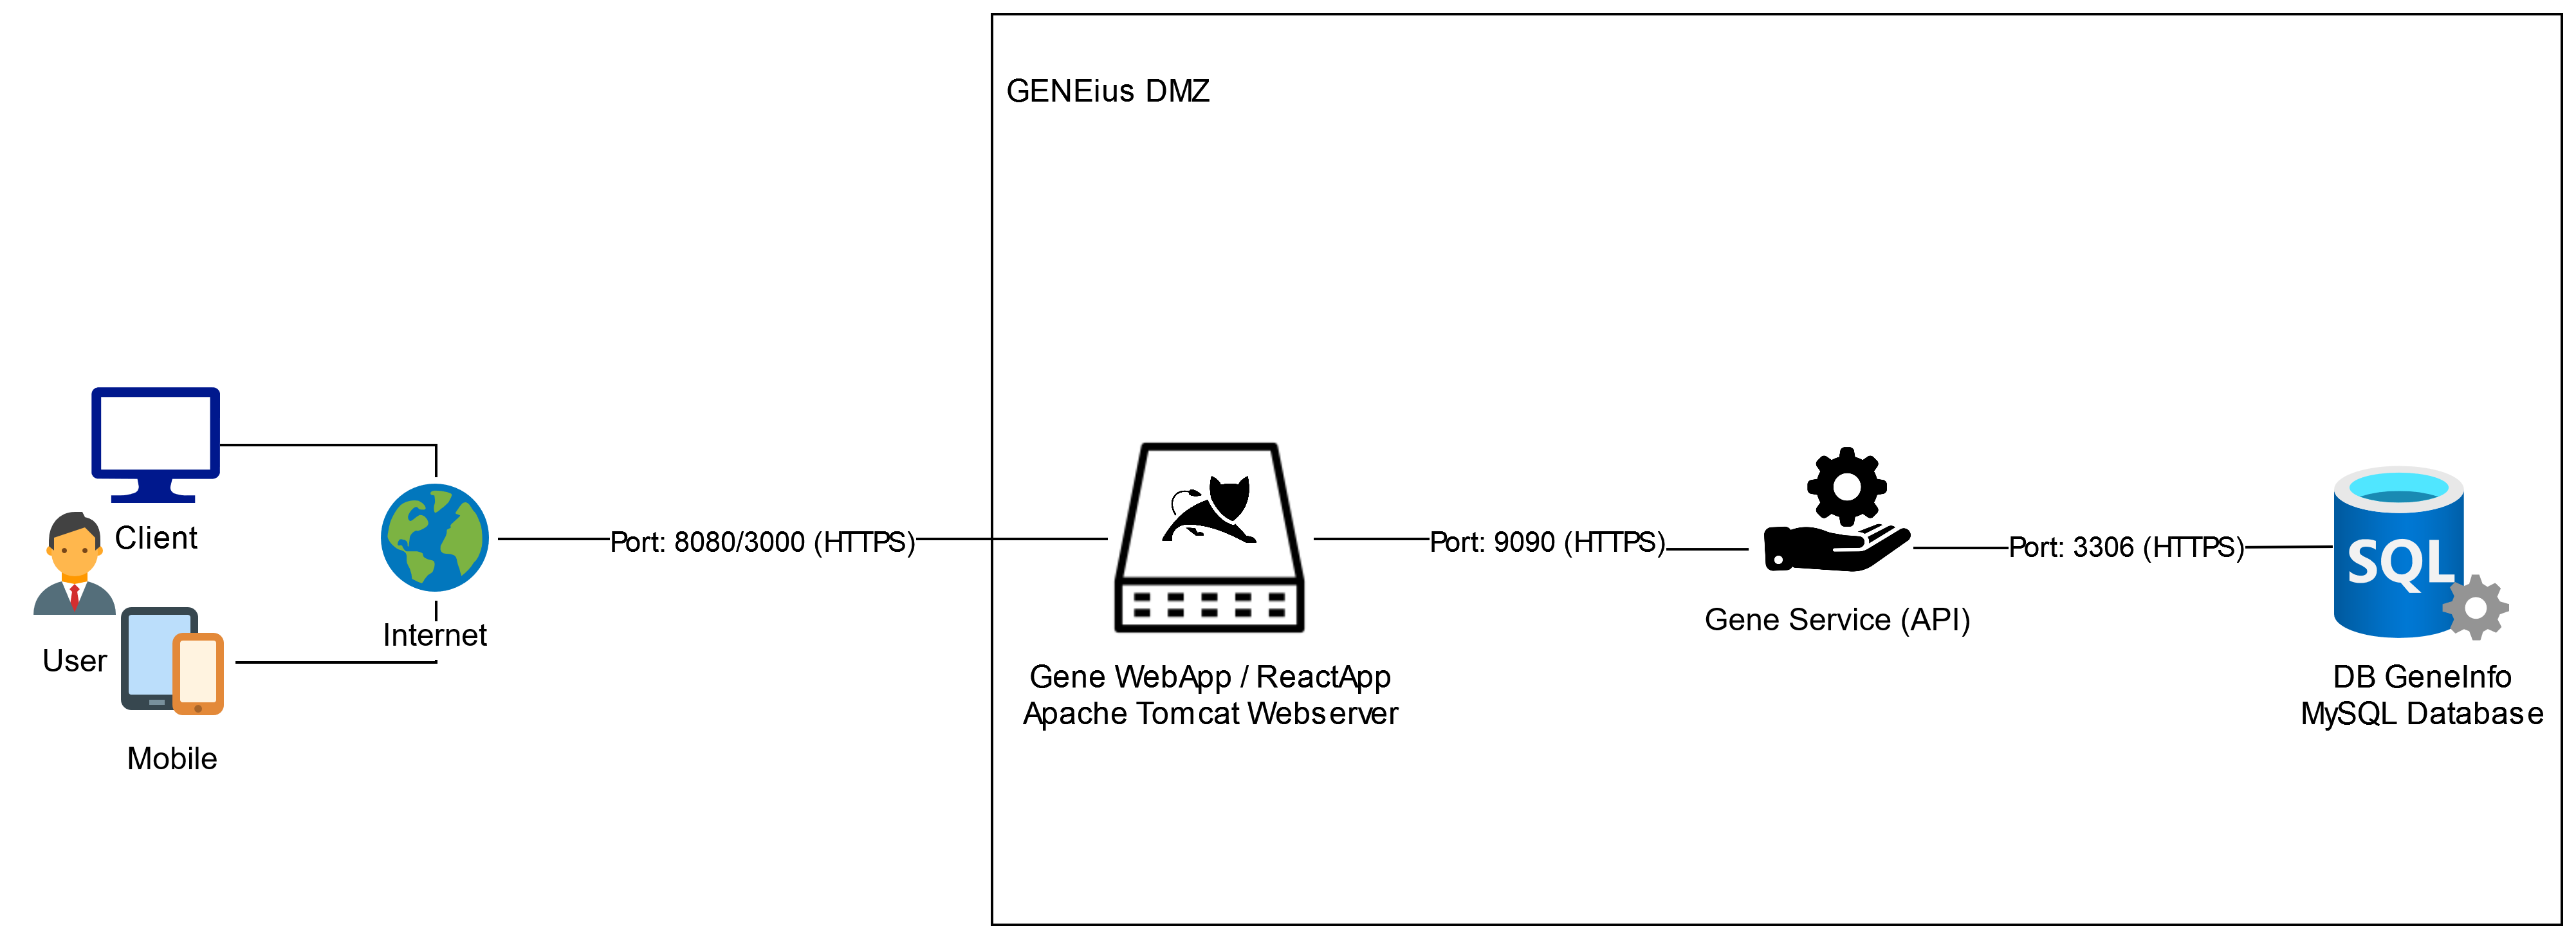 GENEius DMZ
Client
User
Mobile
Internet
Port: 8080/3000 (HTTPS)
Gene WebApp / ReactApp
Apache Tomcat Webserver
Port: 9090 (HTTPS)
Gene Service (API)
Port: 3306 (HTTPS)
SQL
DB GeneInfo
MySQL Database